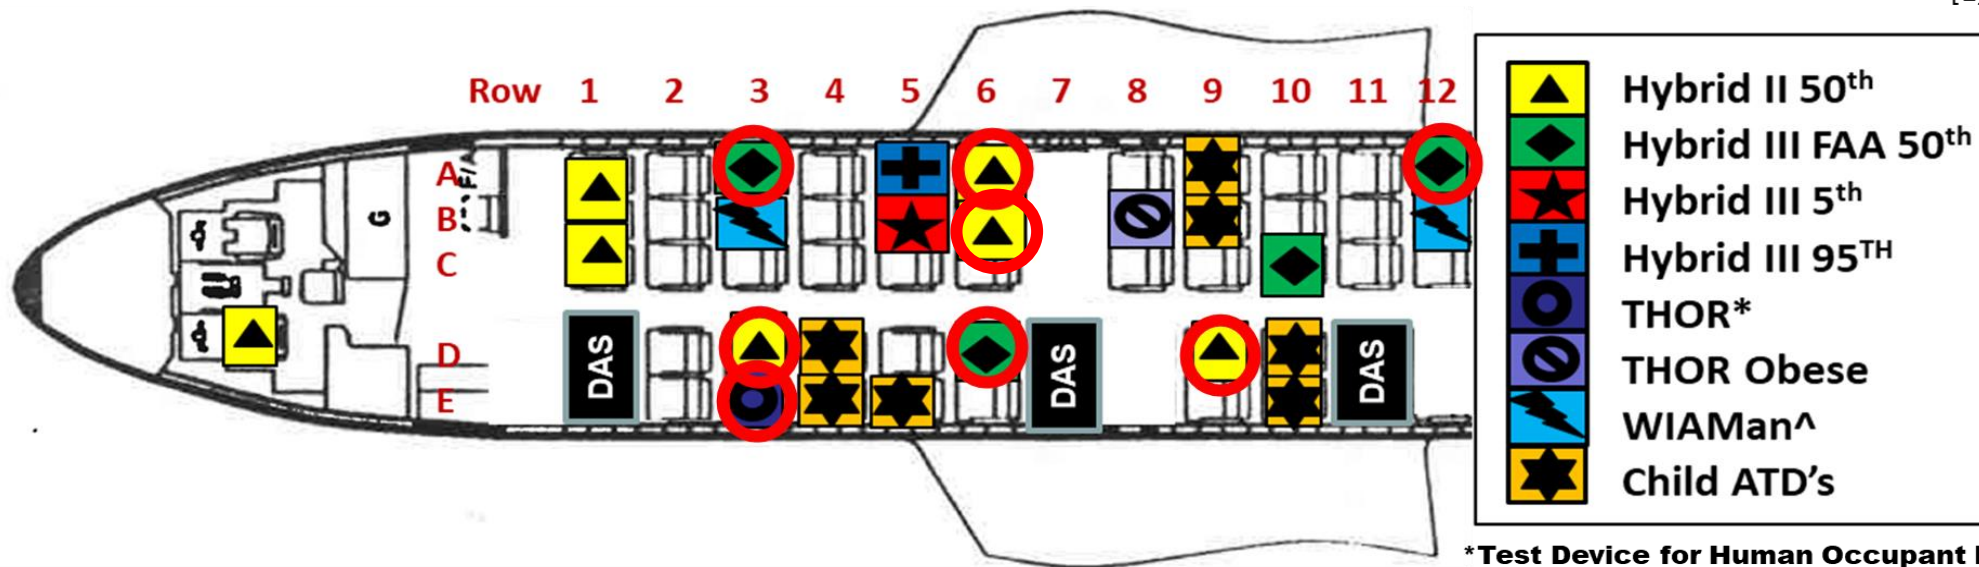 Row 1 2 3 4 5 6 7 8 9 10 11 12
A
B
C
D
E
G
DAS
DAS
DAS
Hybrid II 50th
Hybrid III FAA 50th
Hybrid III 5th
Hybrid III 95TH
THOR*
THOR Obese
WIAMan^
Child ATD's
*Test Device for Human Occupant